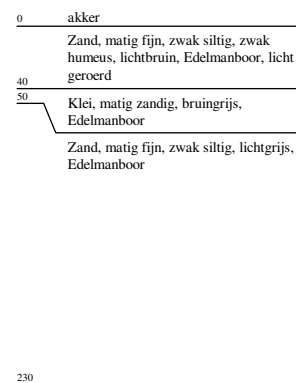 0 akker
Zand, matig fijn, zwak siltig, zwak
humeus, lichtbruin, Edelmanboor, licht
geroerd
40
50
Klei, matig zandig, bruingrijs,
Edelmanboor
Zand, matig fijn, zwak siltig, lichtgrijs,
Edelmanboor
230